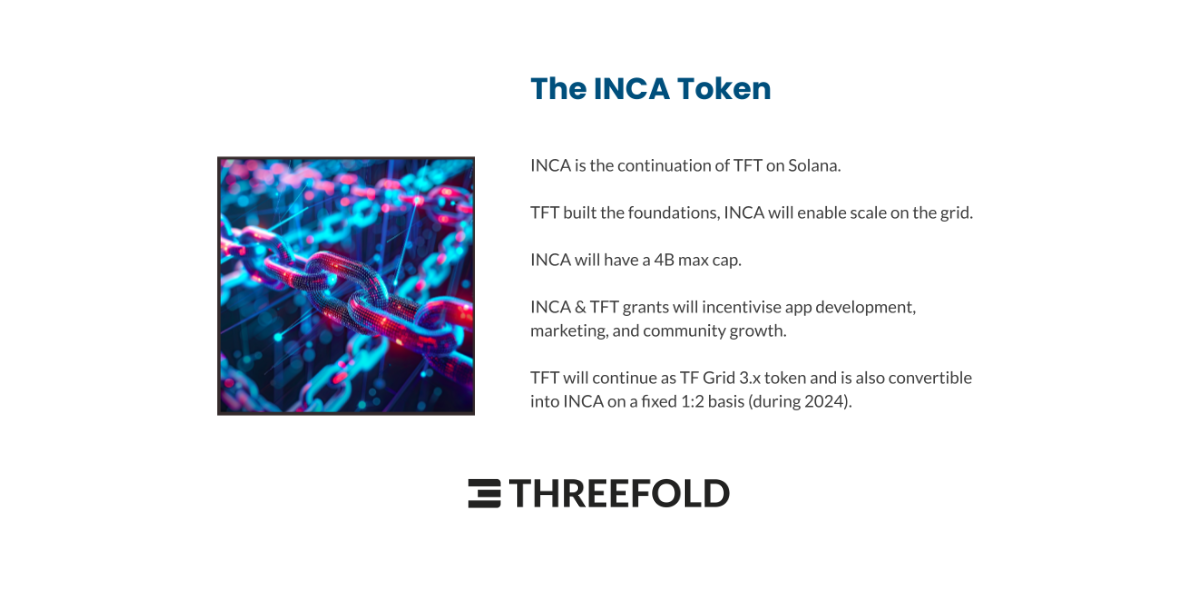 The INCA Token
INCA is the continuation of TFT on Solana.
TFT built the foundations, INCA will enable scale on the grid.
INCA will have a 4B max cap.
INCA & TFT grants will incentivise app development,
marketing, and community growth.
TFT will continue as TF Grid 3.x token and is also convertible
into INCA on a fixed 1:2 basis (during 2024).
THREEFOLD